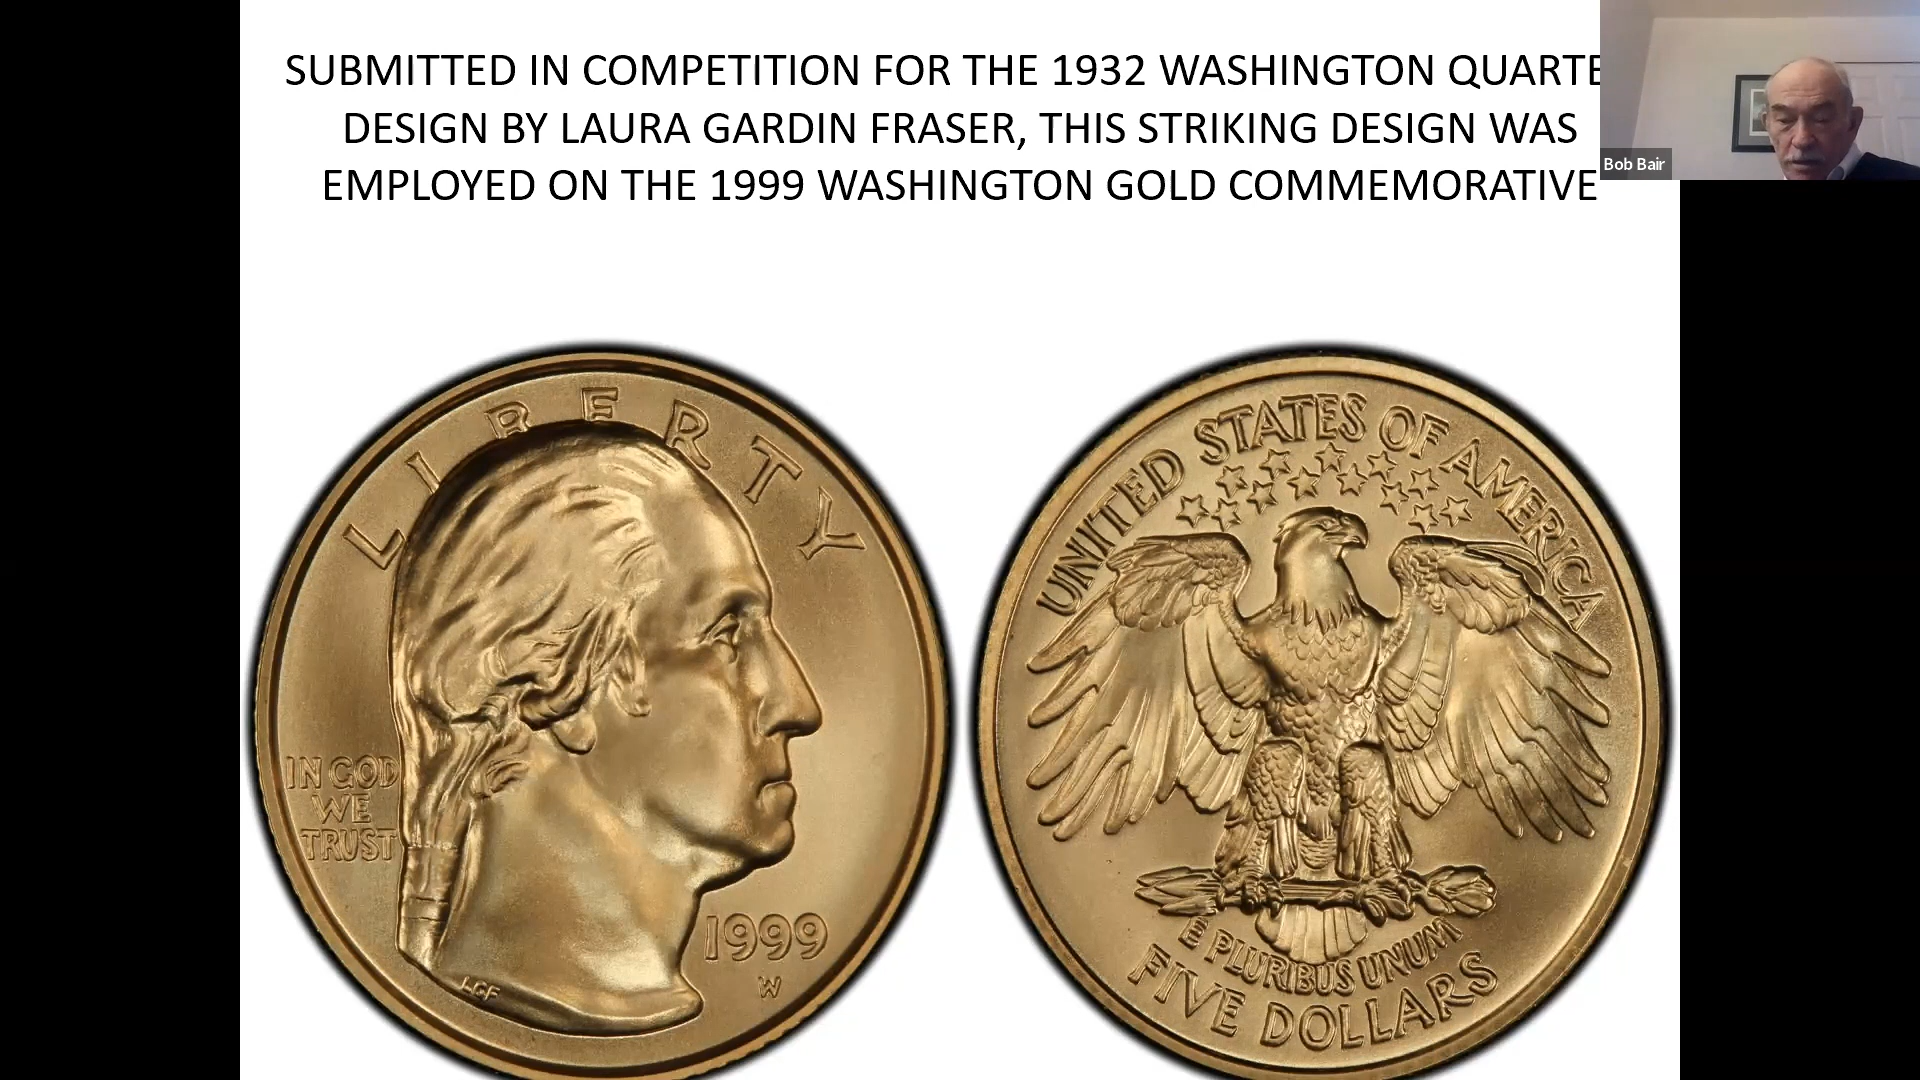 SUBMITTED IN COMPETITION FOR THE 1932 WASHINGTON QUARTE
DESIGN BY LAURA GARDIN FRASER, THIS STRIKING DESIGN WAS
EMPLOYED ON THE 1999 WASHINGTON GOLD COMMEMORATIVE
Bob Bair
LIBERTY
IN GOD
WE
TRUST
1999
W
LGF
UNITED STATES OF AMERICA
E PLURIBUS UNUM
FIVE DOLLARS